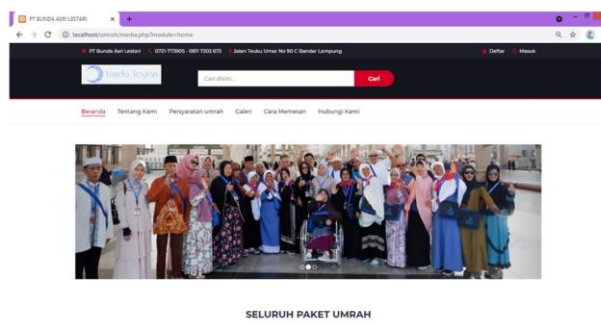 PT BUNDA ASRI LESTARI
localhost/umroh/media.php?module=home
PT Bunda Asri Lestari 0721-773905 - 0811 7203 673 Jalan Teuku Umar No 90 C Bandar Lampung Daftar Masuk
Cari disini.. Cari
Beranda Tentang Kami Persyaratan umrah Galeri Cara Memesan Hubungi Kami
SELURUH PAKET UMRAH